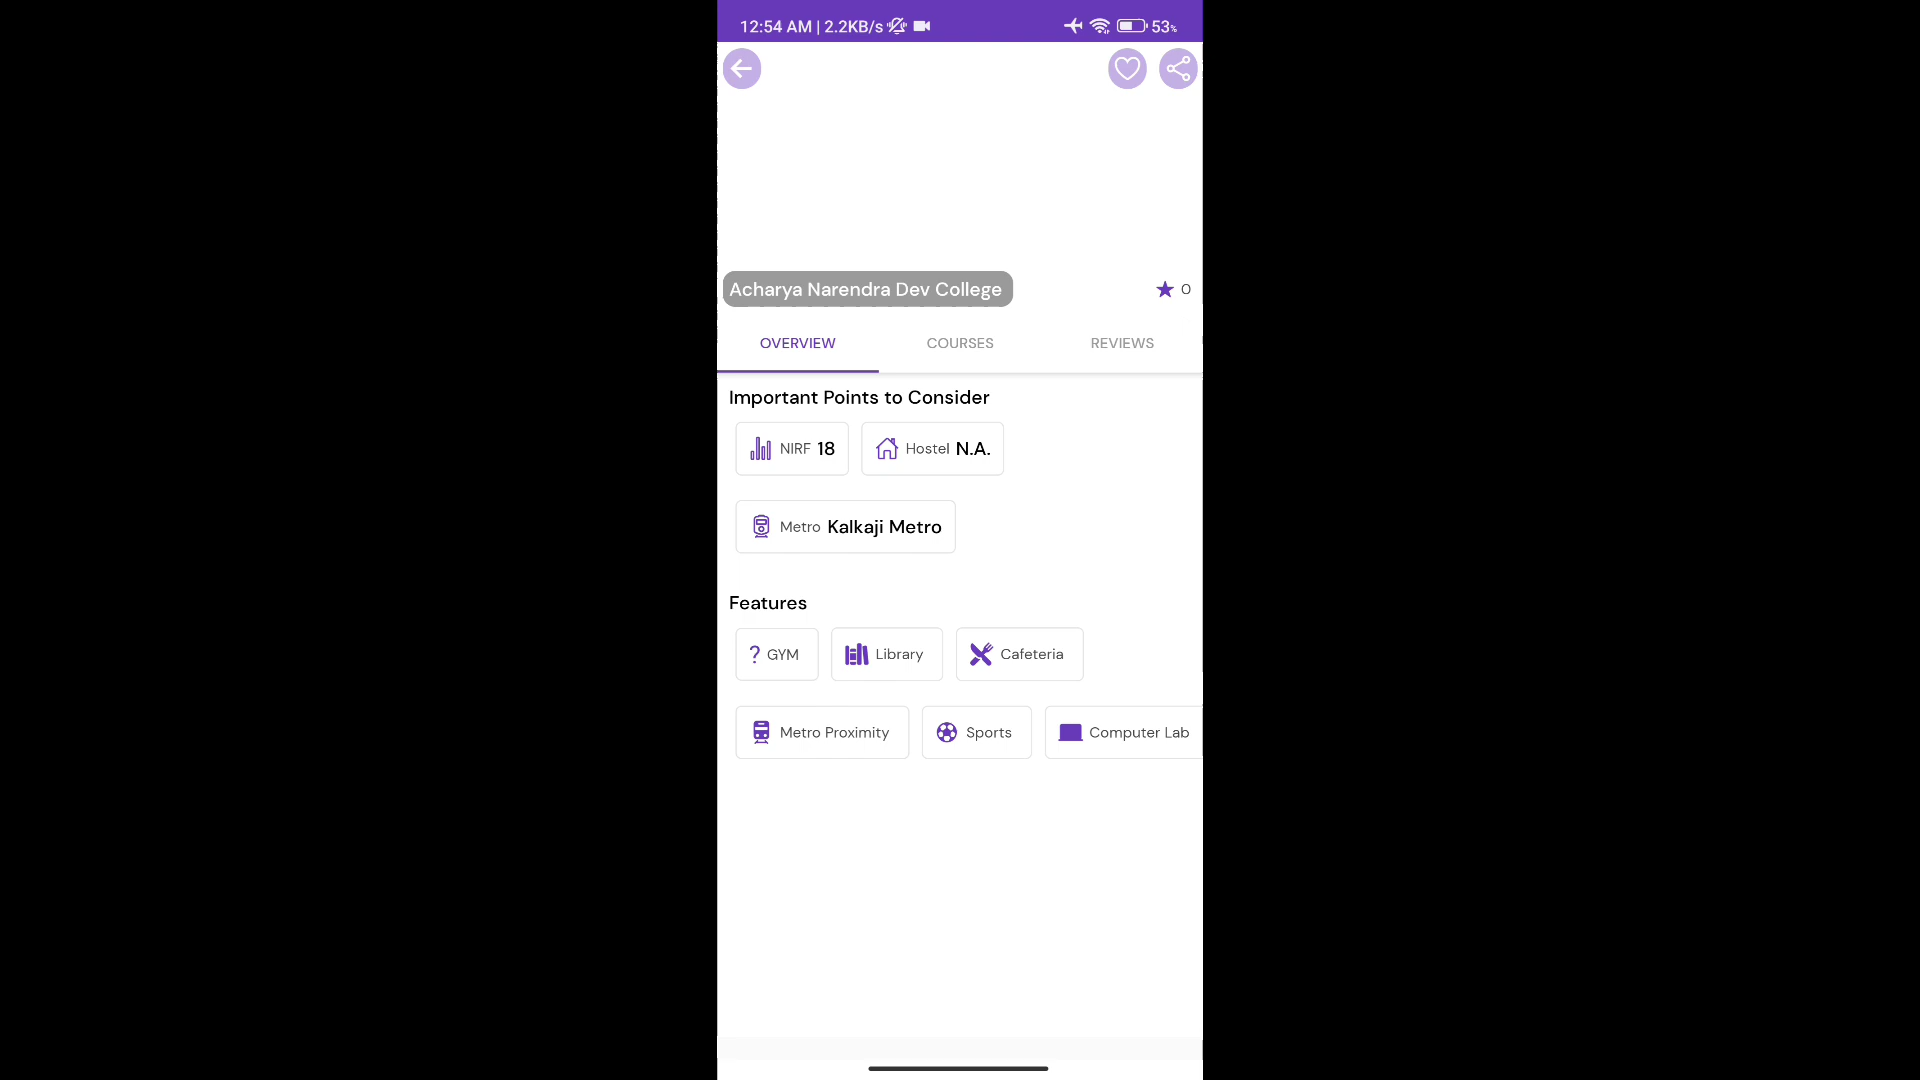 12:54 AM | 2.2KB/s 53%
Acharya Narendra Dev College 0
OVERVIEW COURSES REVIEWS
Important Points to Consider
NIRF 18 Hostel N.A.
Metro Kalkaji Metro
Features
? GYM Library Cafeteria
Metro Proximity Sports Computer Lab